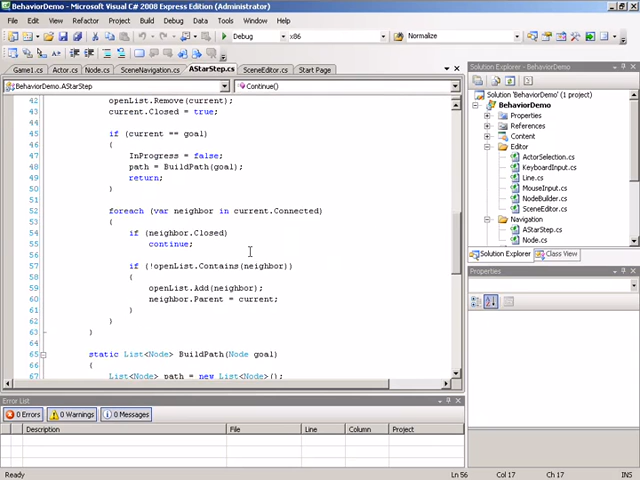 BehaviorDemo - Microsoft Visual C# 2008 Express Edition (Administrator)
File Edit View Refactor Project Build Debug Data Tools Window Help
Debug x86 Normalize
Game1.cs Actor.cs Node.cs SceneNavigation.cs AStarStep.cs SceneEditor.cs Start Page
BehaviorDemo.AStarStep Continue()
42 openList.Remove(current);
43 current.Closed = true;
44
45 if (current == goal)
46 {
47 InProgress = false;
48 path = BuildPath(goal);
49 return;
50 }
51
52 foreach (var neighbor in current.Connected)
53 {
54 if (neighbor.Closed)
55 continue;
56
57 if (!openList.Contains(neighbor))
58 {
59 openList.Add(neighbor);
60 neighbor.Parent = current;
61 }
62 }
63 }
64
65 static List<Node> BuildPath(Node goal)
66 {
67 List<Node> path = new List<Node>();
Solution Explorer - BehaviorDemo
Solution 'BehaviorDemo' (1 project)
BehaviorDemo
Properties
References
Content
Editor
ActorSelection.cs
KeyboardInput.cs
Line.cs
MouseInput.cs
NodeBuilder.cs
SceneEditor.cs
Navigation
AStarStep.cs
Node.cs
Solution Explorer Class View
Properties
Error List
0 Errors 0 Warnings 0 Messages
Description File Line Column Project
Ready Ln 56 Col 17 Ch 17 INS